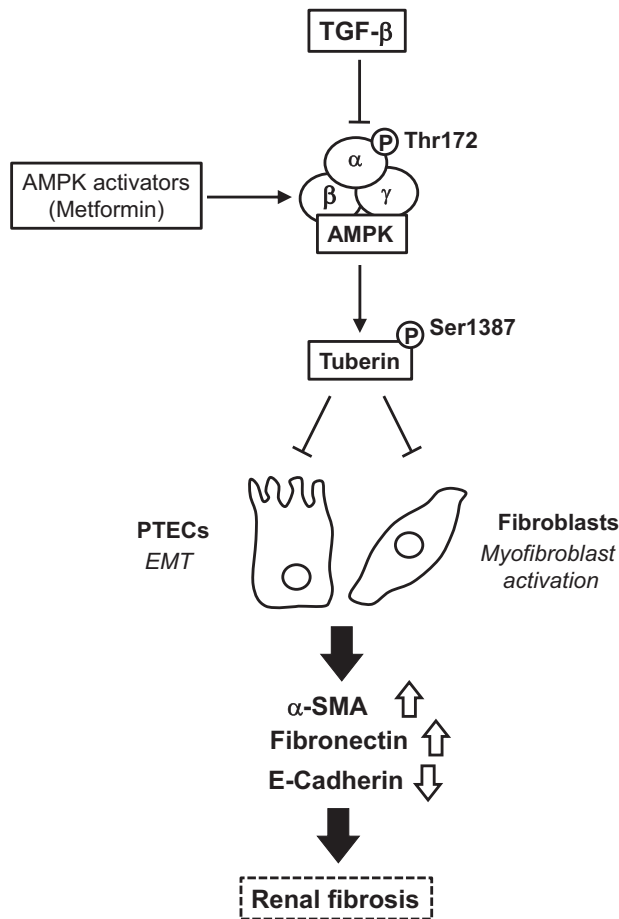 TGF-β
P
Thr172
α
AMPK activators
(Metformin)
β
γ
AMPK
P
Ser1387
Tuberin
PTECs
EMT
Fibroblasts
Myofibroblast
activation
α-SMA
Fibronectin
E-Cadherin
Renal fibrosis